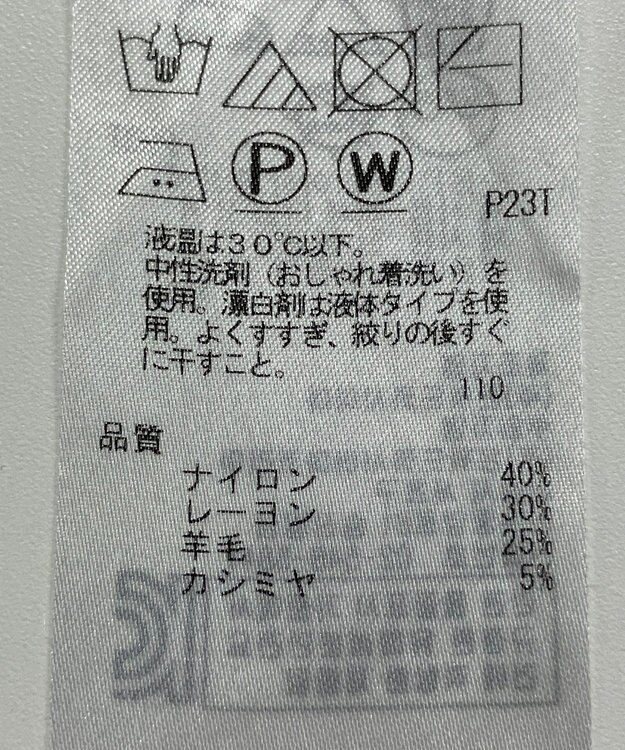 P W
P23T
液温は30℃以下。
中性洗剤（おしゃれ着洗い）を
使用。漂白剤は液体タイプを使
用。よくすすぎ、絞りの後すぐ
に干すこと。
110
品質
ナイロン 40%
レーヨン 30%
羊毛 25%
カシミヤ 5%